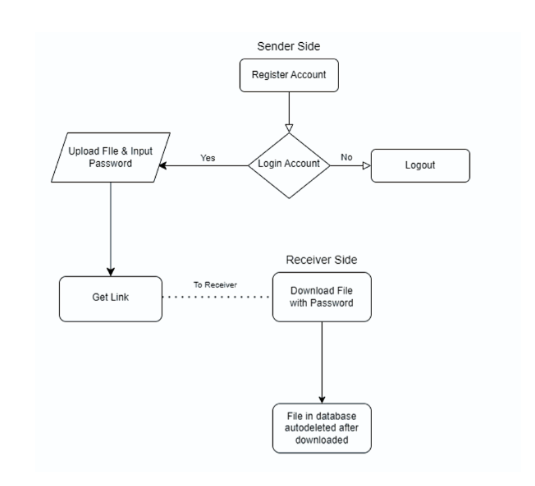 Sender Side
Register Account
Upload FIle & Input
Password
Yes
Login Account
No
Logout
Receiver Side
Get Link
To Receiver
Download File
with Password
File in database
autodeleted after
downloaded